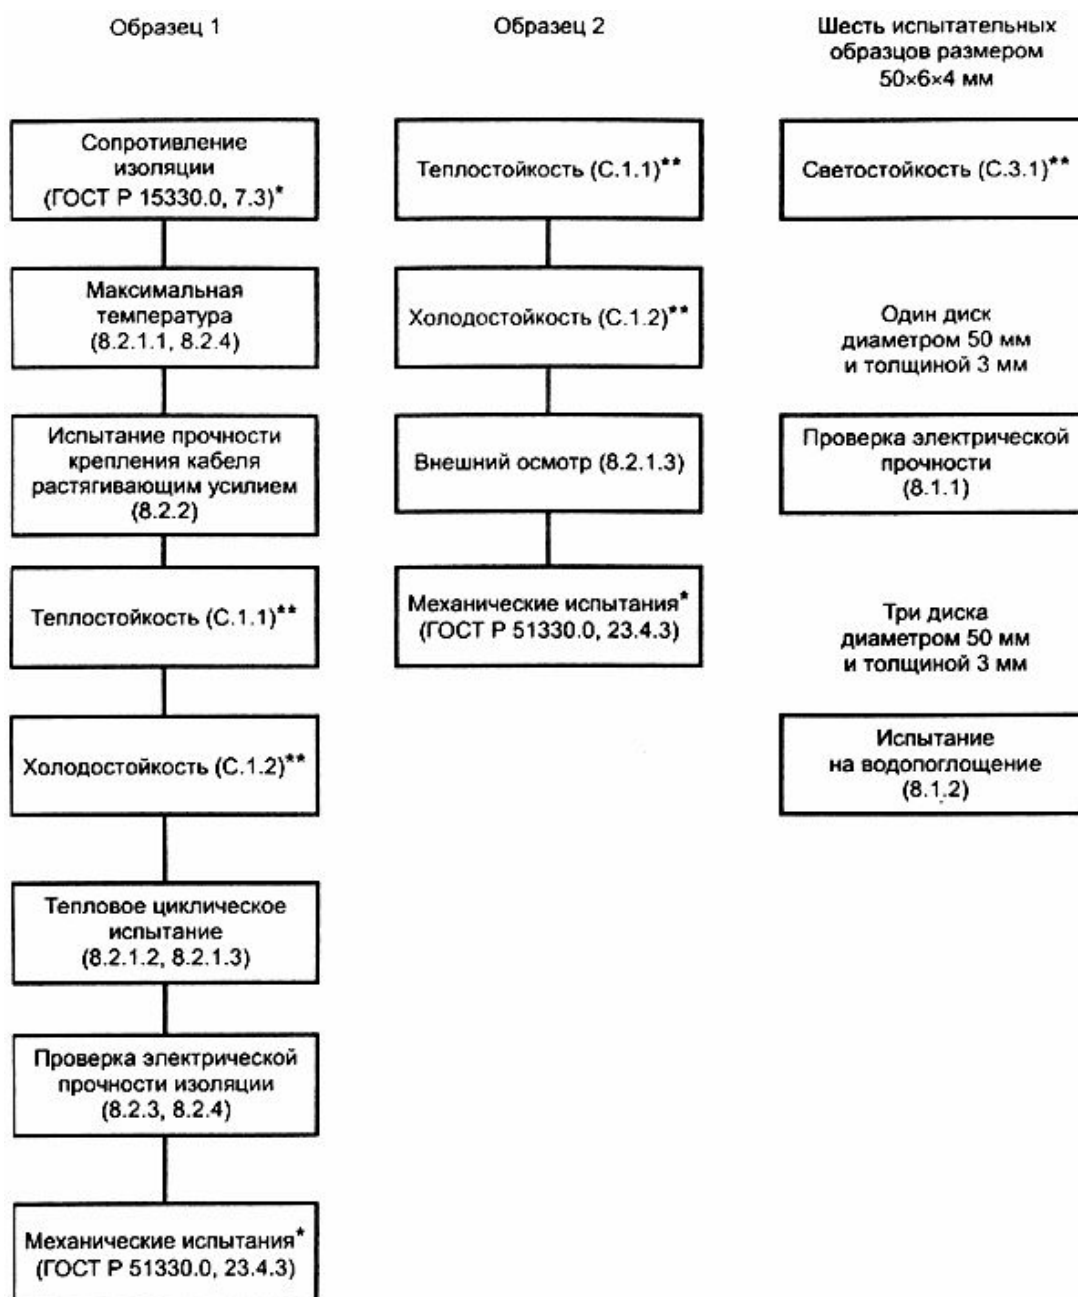 Образец 1
Сопротивление
изоляции
(ГОСТ Р 15330.0, 7.3)*
Максимальная
температура
(8.2.1.1, 8.2.4)
Испытание прочности
крепления кабеля
растягивающим усилием
(8.2.2)
Теплостойкость (С.1.1)**
Холодостойкость (С.1.2)**
Тепловое циклическое
испытание
(8.2.1.2, 8.2.1.3)
Проверка электрической
прочности изоляции
(8.2.3, 8.2.4)
Механические испытания*
(ГОСТ Р 51330.0, 23.4.3)
Образец 2
Теплостойкость (С.1.1)**
Холодостойкость (С.1.2)**
Внешний осмотр (8.2.1.3)
Механические испытания*
(ГОСТ Р 51330.0, 23.4.3)
Шесть испытательных
образцов размером
50×6×4 мм
Светостойкость (С.3.1)**
Один диск
диаметром 50 мм
и толщиной 3 мм
Проверка электрической
прочности
(8.1.1)
Три диска
диаметром 50 мм
и толщиной 3 мм
Испытание
на водопоглощение
(8.1.2)